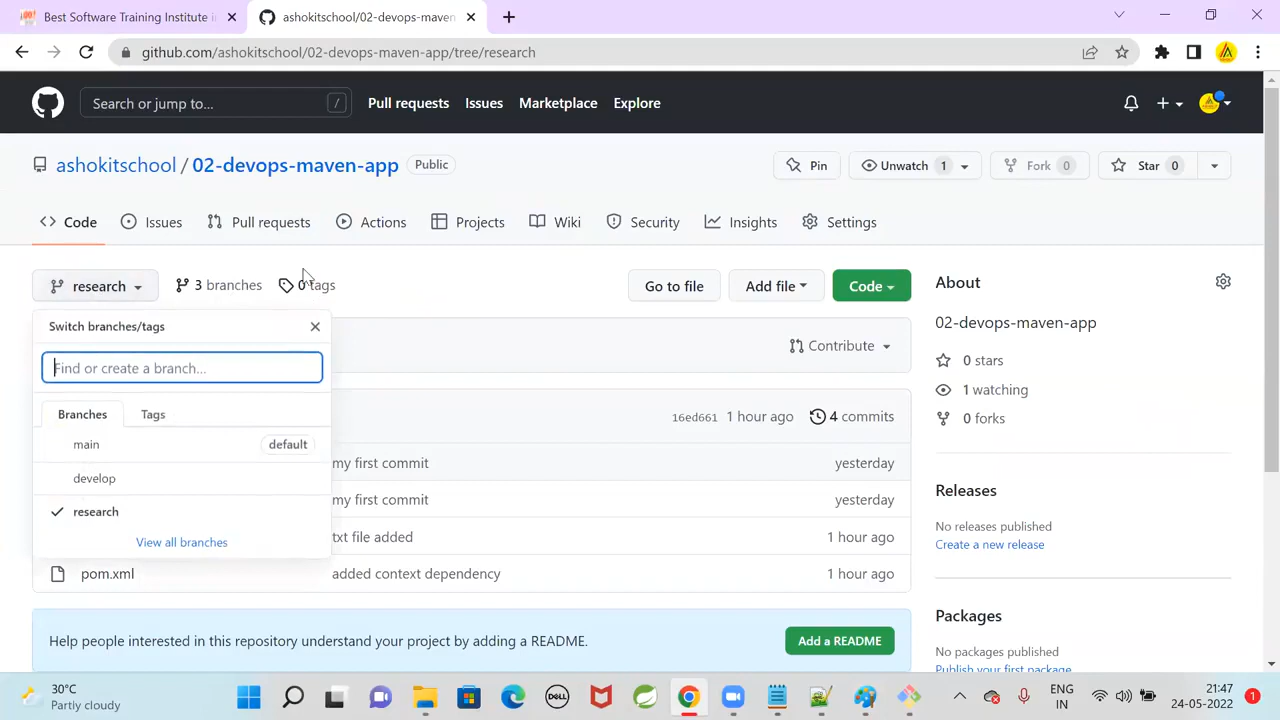 Best Software Training Institute in
ashokitschool/02-devops-maven
github.com/ashokitschool/02-devops-maven-app/tree/research
Search or jump to...
/
Pull requests
Issues
Marketplace
Explore
ashokitschool / 02-devops-maven-app
Public
Pin
Unwatch 1
Fork 0
Star 0
Code
Issues
Pull requests
Actions
Projects
Wiki
Security
Insights
Settings
research
3 branches
0 tags
Go to file
Add file
Code
About
Switch branches/tags
02-devops-maven-app
Contribute
0 stars
Find or create a branch...
1 watching
Branches
Tags
16ed661 1 hour ago
4 commits
0 forks
main
default
my first commit
yesterday
develop
Releases
my first commit
yesterday
research
No releases published
View all branches
txt file added
1 hour ago
Create a new release
pom.xml
added context dependency
1 hour ago
Packages
Help people interested in this repository understand your project by adding a README.
Add a README
No packages published
Publish your first package
30°C
Partly cloudy
DELL
ENG
IN
21:47
24-05-2022
1